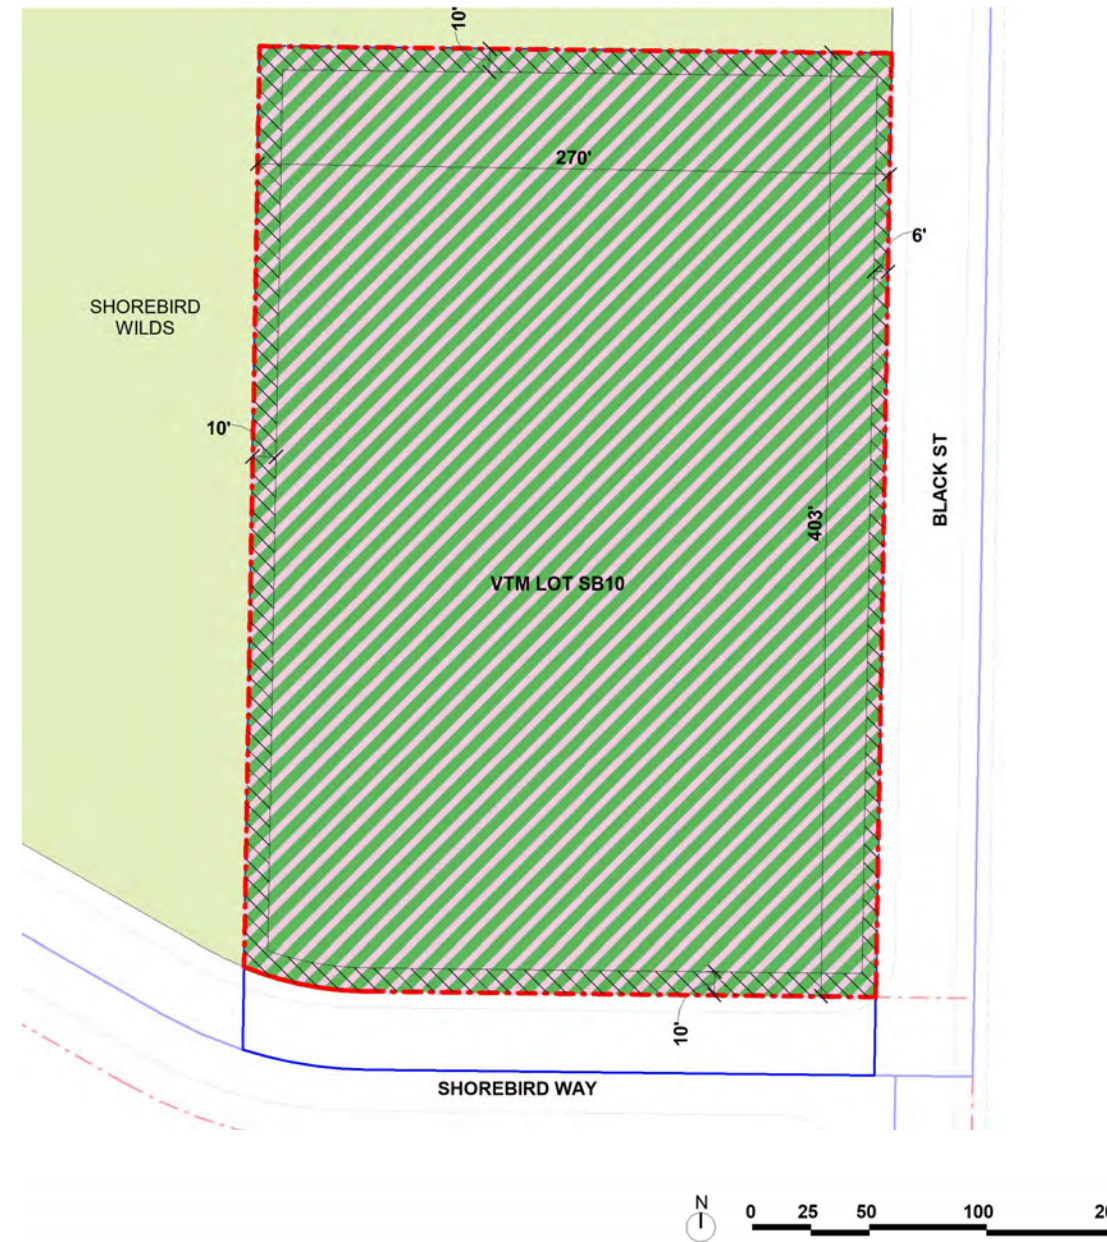 10'
270'
6'
SHOREBIRD
WILDS
10'
BLACK ST
403'
VTM LOT SB10
10'
SHOREBIRD WAY
N
0 25 50 100